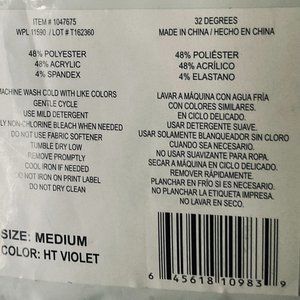 ITEM # 1047675
WPL 11590 / LOT # T162360
48% POLYESTER
48% ACRYLIC
4% SPANDEX
MACHINE WASH COLD WITH LIKE COLORS
GENTLE CYCLE
USE MILD DETERGENT
LY NON-CHLORINE BLEACH WHEN NEEDED
DO NOT USE FABRIC SOFTENER
TUMBLE DRY LOW
REMOVE PROMPTLY
COOL IRON IF NEEDED
DO NOT IRON ON PRINT LABEL
DO NOT DRY CLEAN
SIZE: MEDIUM
COLOR: HT VIOLET
32 DEGREES
MADE IN CHINA / HECHO EN CHINA
48% POLIÉSTER
48% ACRÍLICO
4% ELASTANO
LAVAR A MÁQUINA CON AGUA FRÍA
CON COLORES SIMILARES.
EN CICLO DELICADO.
USAR DETERGENTE SUAVE.
USAR SOLAMENTE BLANQUEADOR SIN CLORO
CUANDO SEA NECESARIO.
NO USAR SUAVIZANTE PARA ROPA.
SECAR A MÁQUINA EN CICLO DELICADO.
REMOVER RÁPIDAMENTE.
PLANCHAR EN FRÍO SI ES NECESARIO.
NO PLANCHAR LA ETIQUETA IMPRESA.
NO LAVAR EN SECO.
6 45618 10983 9